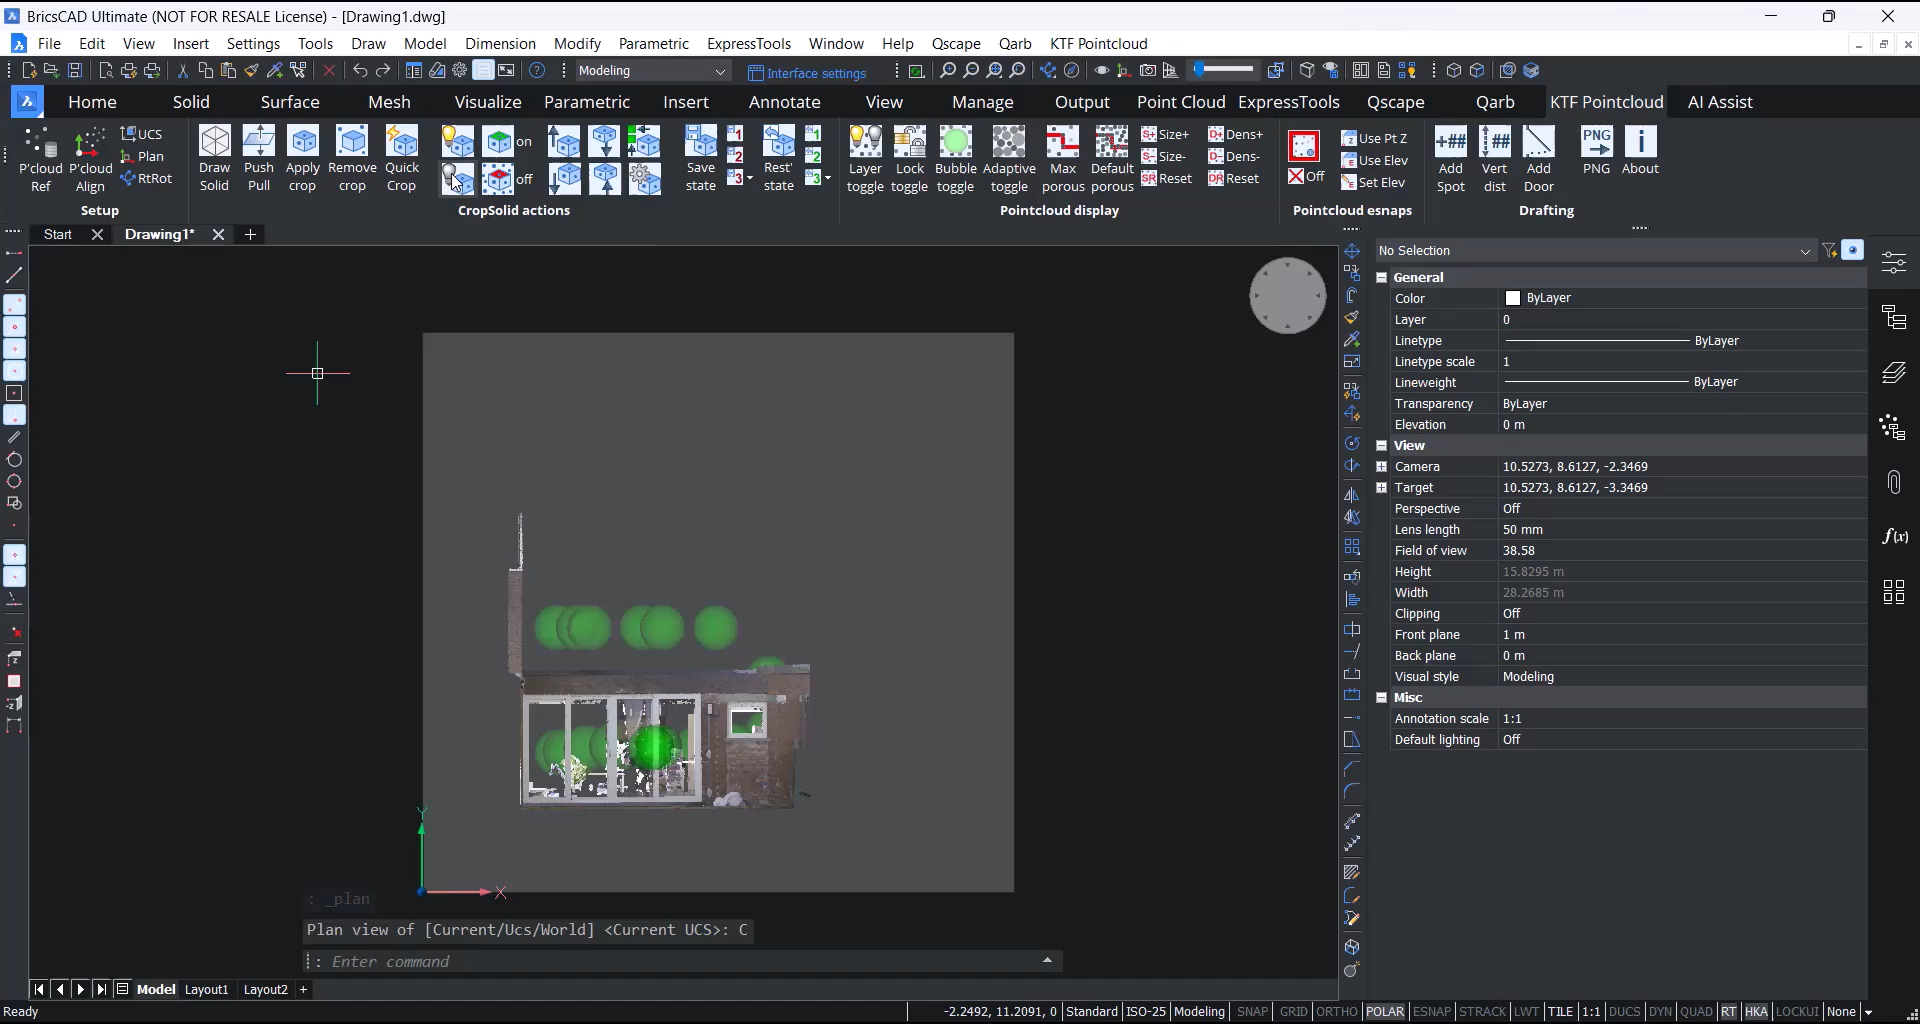 BricsCAD Ultimate (NOT FOR RESALE License) - [Drawing1.dwg]
File Edit View Insert Settings Tools Draw Model Dimension Modify Parametric ExpressTools Window Help Qscape Qarb KTF Pointcloud
Modeling Interface settings
Home Solid Surface Mesh Visualize Parametric Insert Annotate View Manage Output Point Cloud ExpressTools Qscape Qarb KTF Pointcloud AI Assist
P'cloud Ref
P'cloud Align
UCS
Plan
RtRot
Setup
Draw Solid
Push Pull
Apply crop
Remove crop
Quick Crop
on
off
Save state
1
2
3
Rest' state
1
2
3
CropSolid actions
Layer toggle
Lock toggle
Bubble toggle
Adaptive toggle
Max porous
Default porous
S+ Size+
S- Size-
SR Reset
D+ Dens+
D- Dens-
DR Reset
Pointcloud display
Off
Use Pt Z
Use Elev
Set Elev
Pointcloud esnaps
+## Add Spot
## Vert dist
Add Door
PNG PNG
i About
Drafting
Start Drawing1*
No Selection
General
Color ByLayer
Layer 0
Linetype ByLayer
Linetype scale 1
Lineweight ByLayer
Transparency ByLayer
Elevation 0 m
View
Camera 10.5273, 8.6127, -2.3469
Target 10.5273, 8.6127, -3.3469
Perspective Off
Lens length 50 mm
Field of view 38.58
Height 15.8295 m
Width 28.2685 m
Clipping Off
Front plane 1 m
Back plane 0 m
Visual style Modeling
Misc
Annotation scale 1:1
Default lighting Off
f(x)
Y
X
: _plan
Plan view of [Current/Ucs/World] <Current UCS>: C
: Enter command
Model Layout1 Layout2 +
Ready -2.2492, 11.2091, 0 Standard ISO-25 Modeling SNAP GRID ORTHO POLAR ESNAP STRACK LWT TILE 1:1 DUCS DYN QUAD RT HKA LOCKUI None